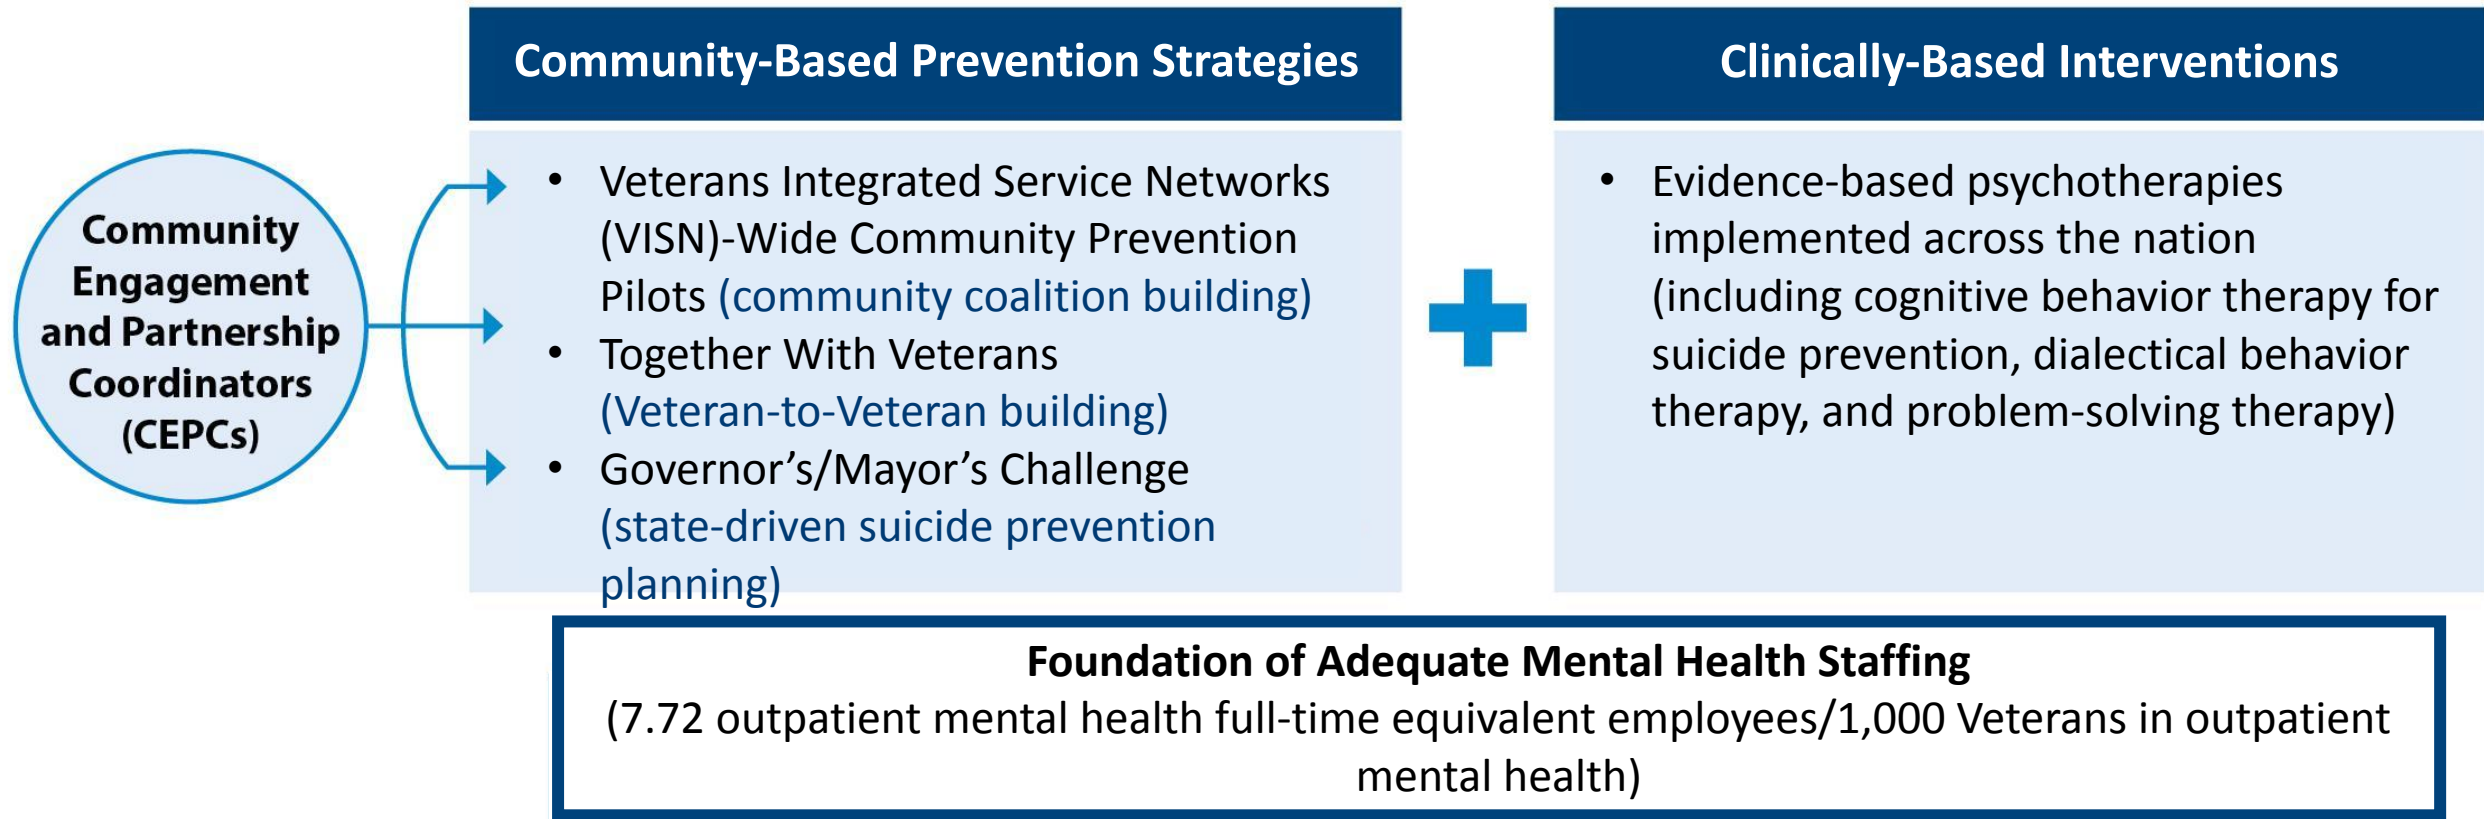 Community
Engagement
and Partnership
Coordinators
(CEPCs)
Community-Based Prevention Strategies
• Veterans Integrated Service Networks
(VISN)-Wide Community Prevention
Pilots (community coalition building)
• Together With Veterans
(Veteran-to-Veteran building)
• Governor’s/Mayor’s Challenge
(state-driven suicide prevention
planning)
Clinically-Based Interventions
• Evidence-based psychotherapies
implemented across the nation
(including cognitive behavior therapy for
suicide prevention, dialectical behavior
therapy, and problem-solving therapy)
Foundation of Adequate Mental Health Staffing
(7.72 outpatient mental health full-time equivalent employees/1,000 Veterans in outpatient
mental health)